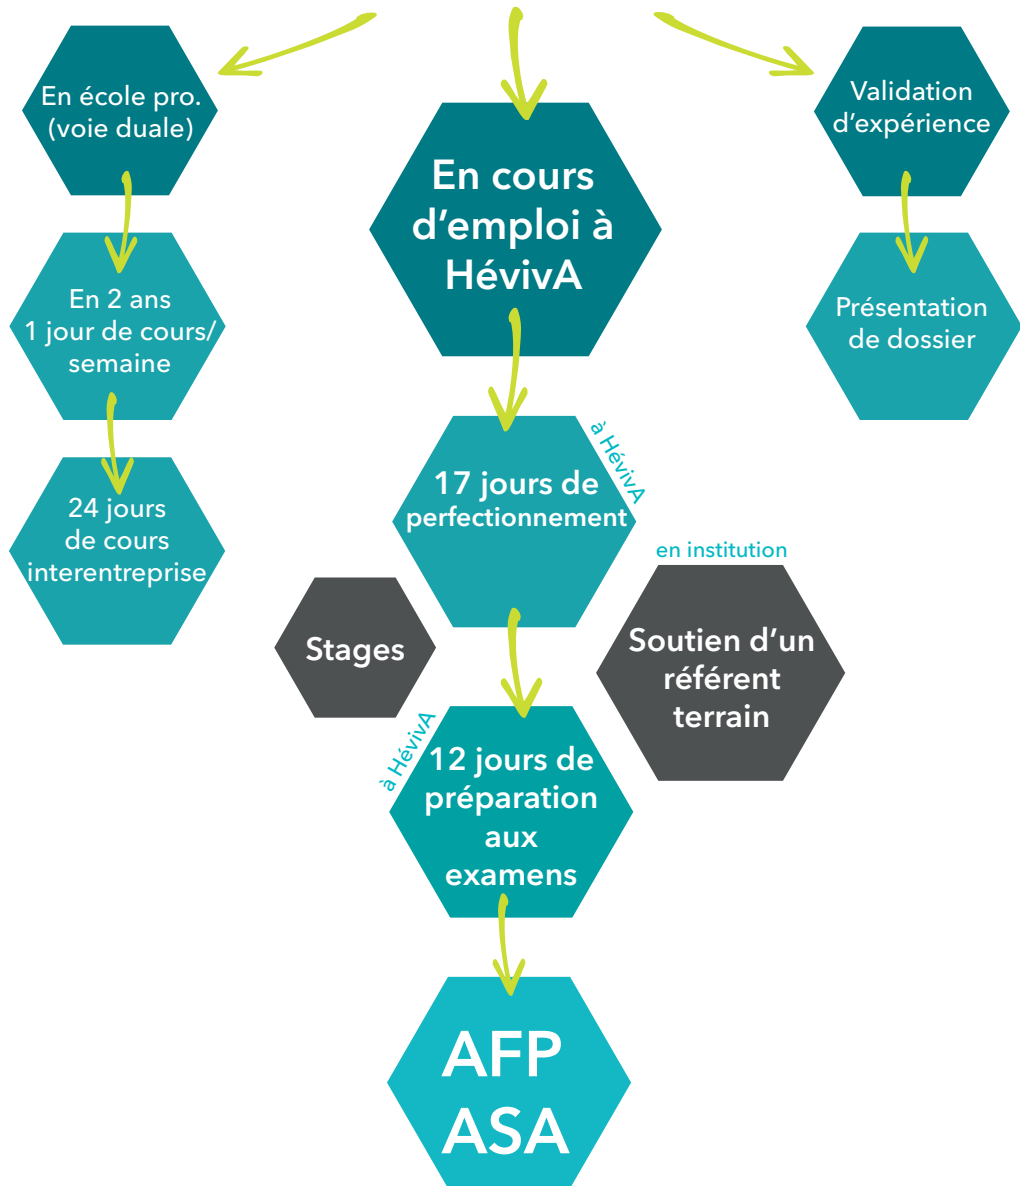 En école pro.
(voie duale)
En 2 ans
1 jour de cours/
semaine
24 jours
de cours
interentreprise
En cours
d’emploi à
HévivA
17 jours de
perfectionnement
à HévivA
Stages
en institution
Soutien d’un
référent
terrain
à HévivA
12 jours de
préparation
aux
examens
AFP
ASA
Validation
d’expérience
Présentation
de dossier